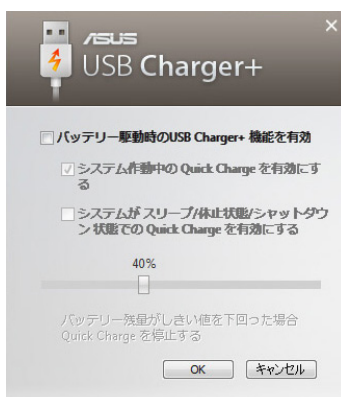 ASUS
USB Charger+
バッテリー駆動時のUSB Charger+ 機能を有効
システム作動中の Quick Charge を有効にす
る
システムが スリープ/休止状態/シャットダウ
ン 状態での Quick Charge を有効にする
40%
バッテリー残量がしきい値を下回った場合
Quick Charge を停止する
OK キャンセル